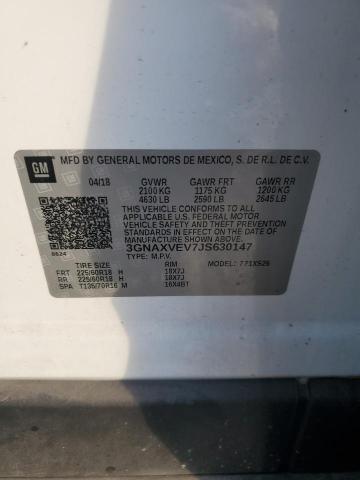 GM
MFD BY GENERAL MOTORS DE MEXICO, S. DE R.L. DE C.V.
04/18 GVWR GAWR FRT GAWR RR
2100 KG 1175 KG 1200 KG
4630 LB 2590 LB 2645 LB
THIS VEHICLE CONFORMS TO ALL
APPLICABLE U.S. FEDERAL MOTOR
VEHICLE SAFETY, BUMPER, AND
THEFT PREVENTION STANDARDS IN
EFFECT ON THE DATE OF
MANUFACTURE SHOWN ABOVE.
3GNAXVEV7JS630147
8624 TYPE: M.P.V.
TIRE SIZE RIM MODEL: 771XS26
FRT 225/60R18 H 18X7J
RR 225/60R18 H 18X7J
SPA T135/70R16 M 16X4BT